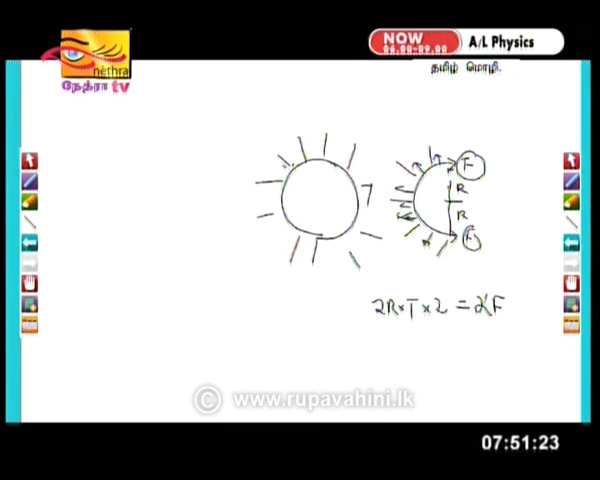 NOW
06.00-09.00
A/L Physics
தமிழ் மொழி.
nethra
நேத்ரா tv
F
R
R
F
2R×T×2 = 2F
© www.rupavahini.lk
07:51:23